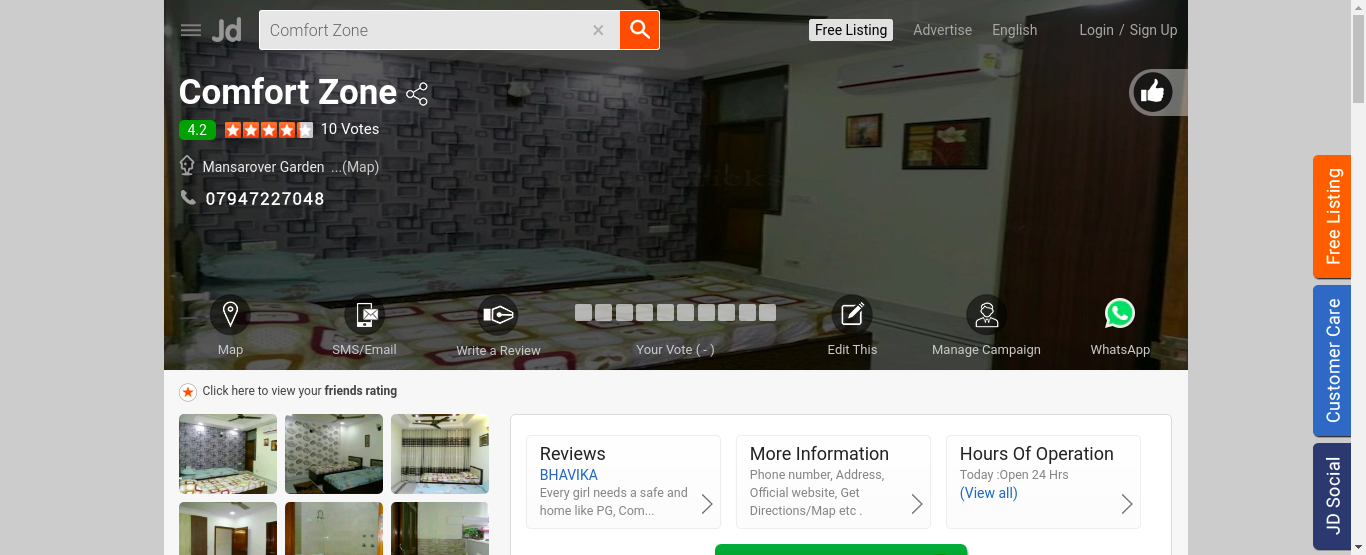 Jd
Comfort Zone
Free Listing
Advertise
English
Login / Sign Up
Comfort Zone
4.2
10 Votes
Mansarover Garden ...(Map)
07947227048
Map
SMS/Email
Write a Review
Your Vote ( - )
Edit This
Manage Campaign
WhatsApp
Click here to view your friends rating
Reviews
BHAVIKA
Every girl needs a safe and
home like PG, Com...
More Information
Phone number, Address,
Official website, Get
Directions/Map etc .
Hours Of Operation
Today :Open 24 Hrs
(View all)
Free Listing
Customer Care
JD Social